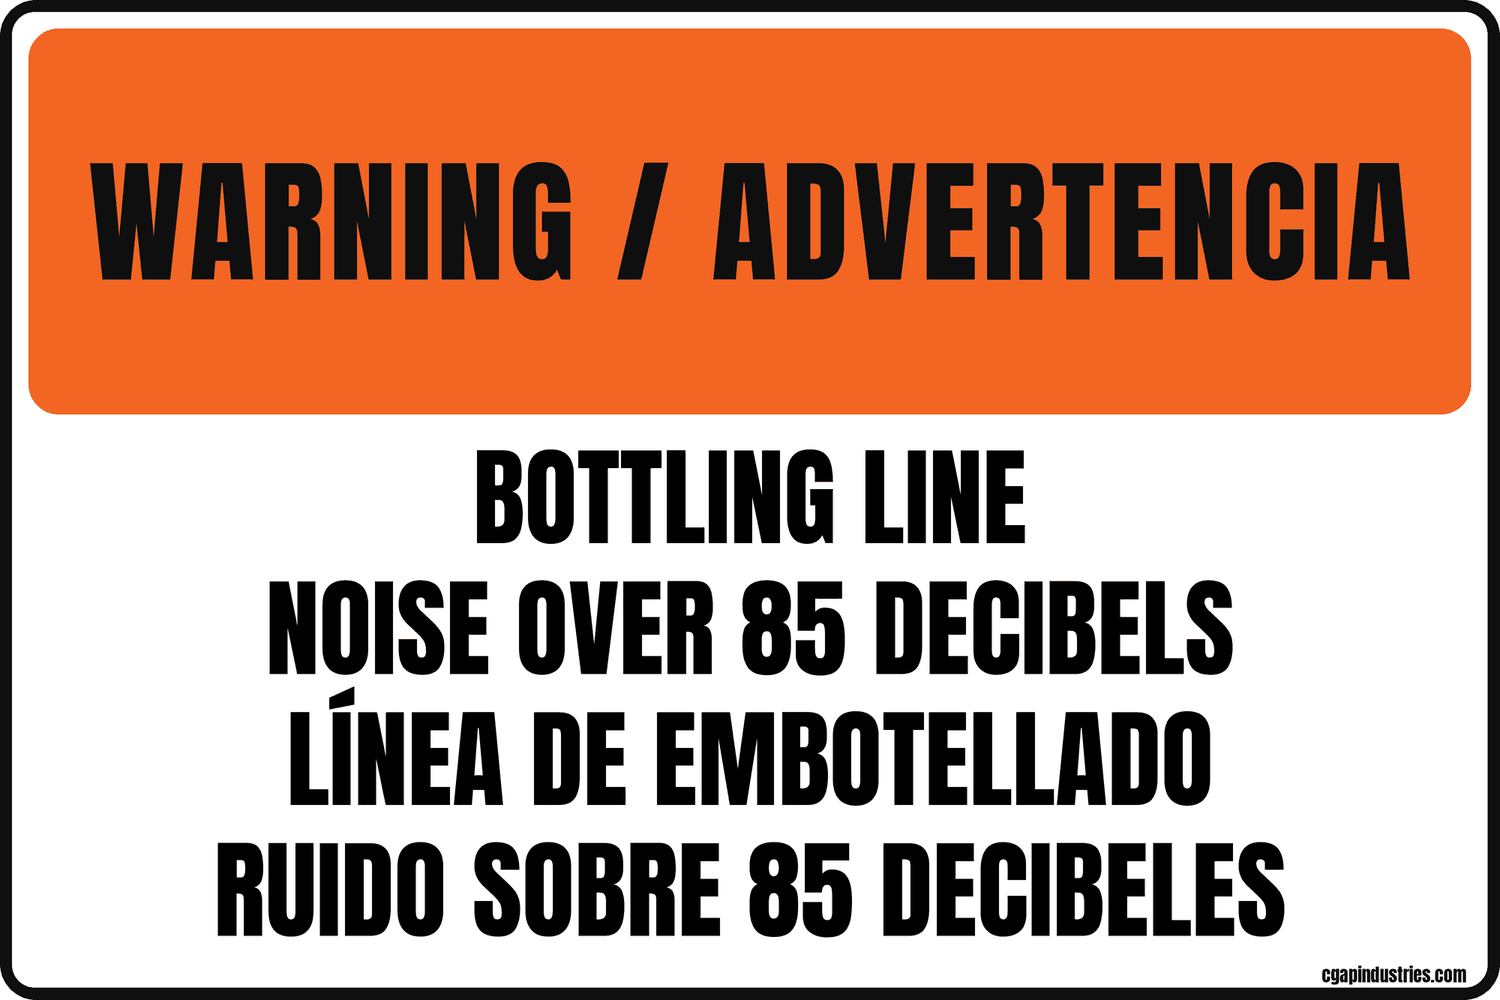 WARNING / ADVERTENCIA
BOTTLING LINE
NOISE OVER 85 DECIBELS
LÍNEA DE EMBOTELLADO
RUIDO SOBRE 85 DECIBELES
cgapindustries.com